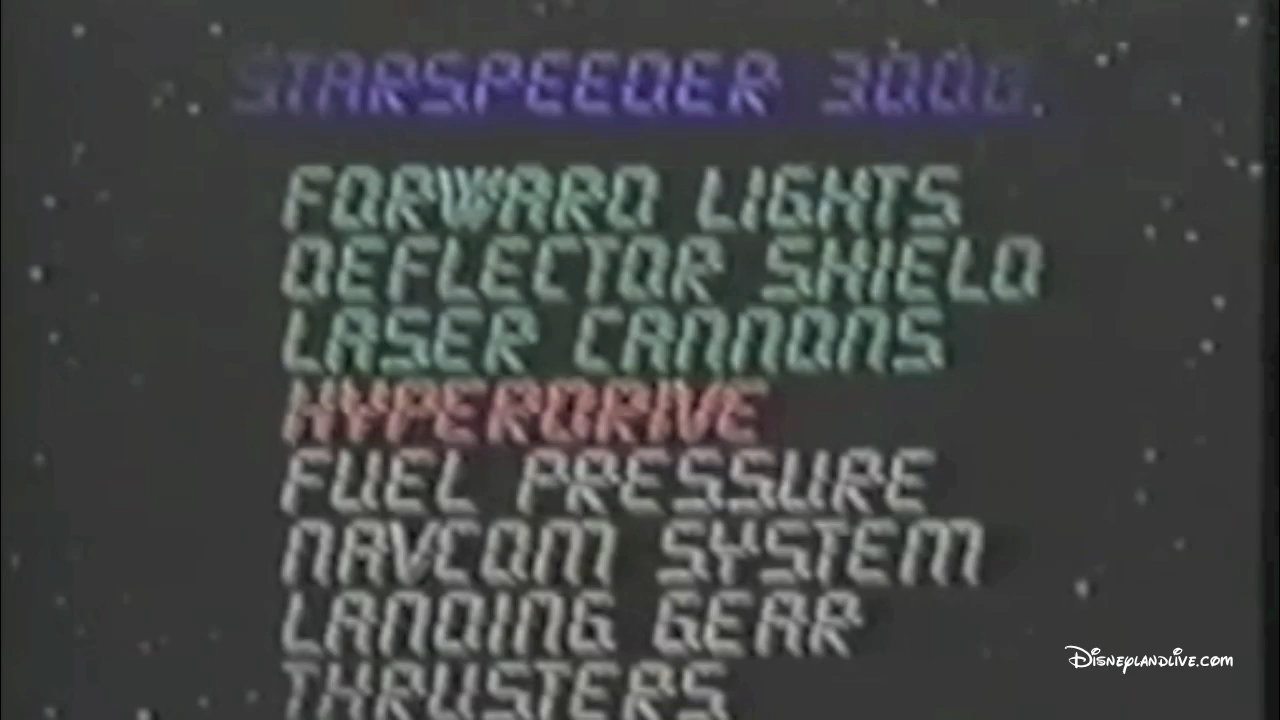 STARSPEEDER 3000
FORWARD LIGHTS
DEFLECTOR SHIELD
LASER CANNONS
HYPERDRIVE
FUEL PRESSURE
NAVCOM SYSTEM
LANDING GEAR
THRUSTERS
DISNEYLANDLIVE.COM